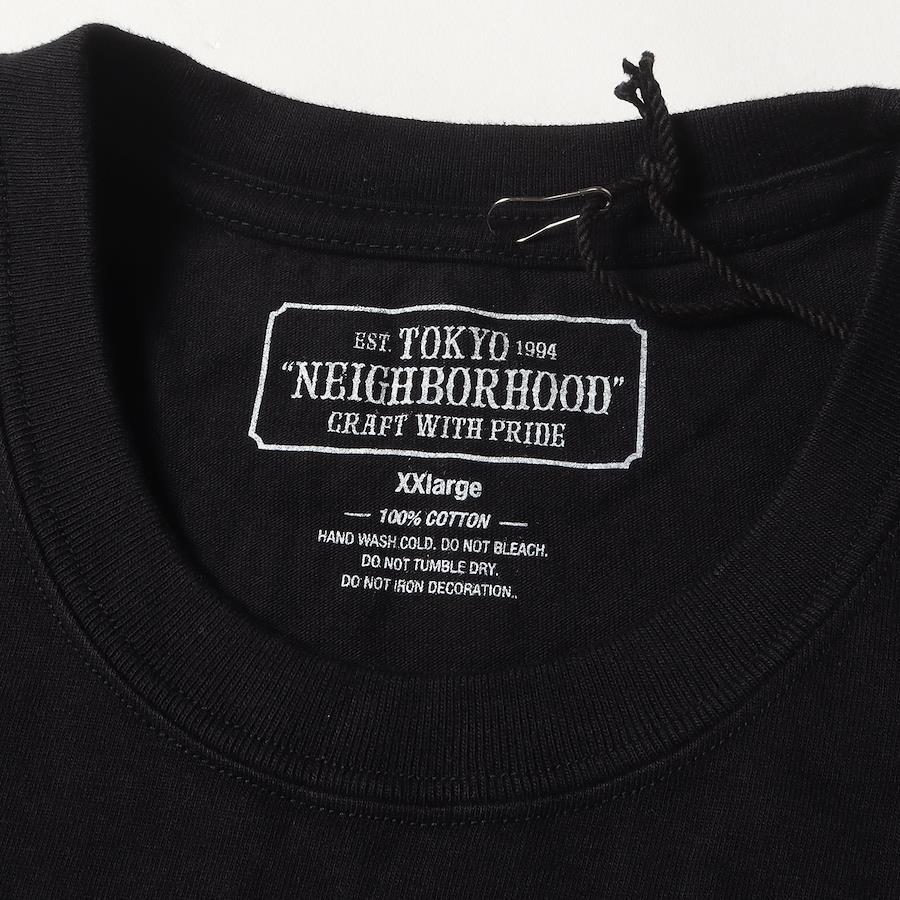 EST. TOKYO 1994
“NEIGHBORHOOD”
CRAFT WITH PRIDE
XXlarge
— 100% COTTON —
HAND WASH COLD. DO NOT BLEACH.
DO NOT TUMBLE DRY.
DO NOT IRON DECORATION..